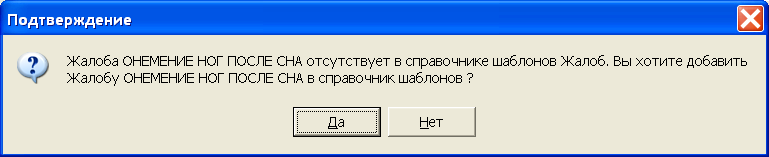 Подтверждение
Жалоба ОНЕМЕНИЕ НОГ ПОСЛЕ СНА отсутствует в справочнике шаблонов Жалоб. Вы хотите добавить
Жалобу ОНЕМЕНИЕ НОГ ПОСЛЕ СНА в справочник шаблонов ?
Да
Нет